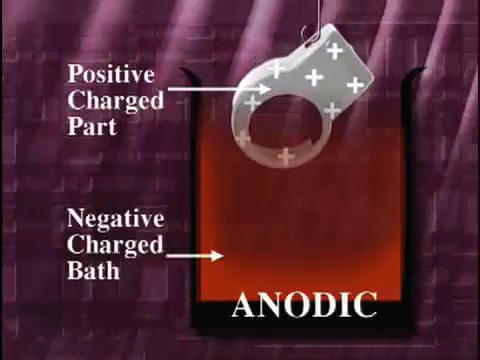 Positive
Charged
Part
Negative
Charged
Bath
ANODIC